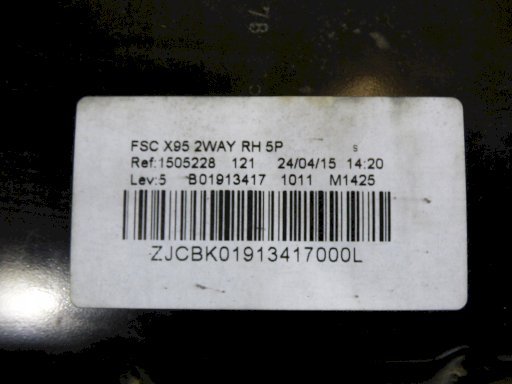 78
FSC X95 2WAY RH 5P s
Ref:1505228 121 24/04/15 14:20
Lev:5 B01913417 1011 M1425
ZJCBK01913417000L